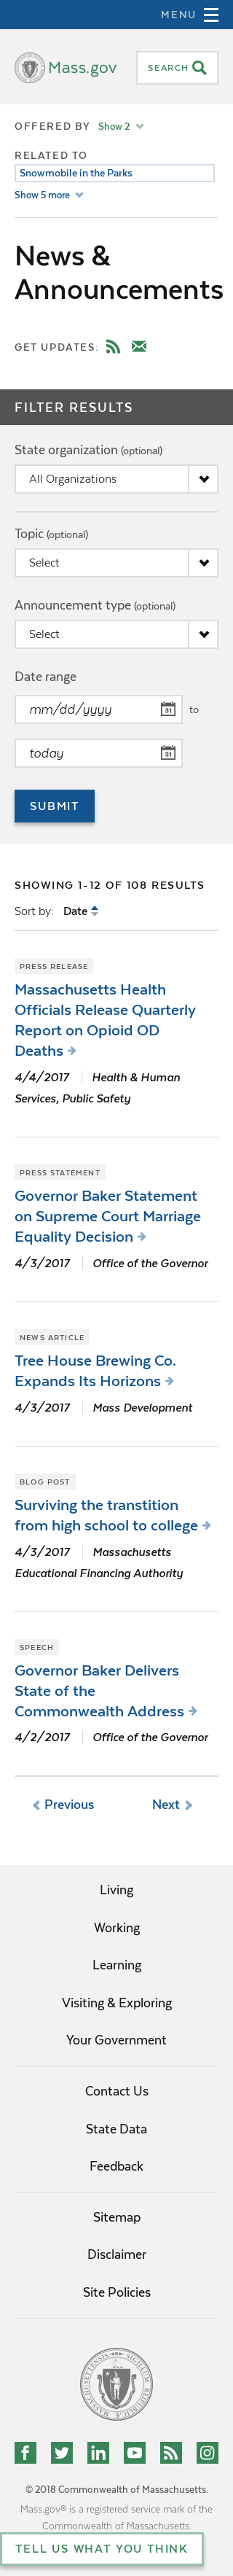 MENU
Mass.gov
SEARCH
OFFERED BY Show 2
RELATED TO
Snowmobile in the Parks
Show 5 more
News &
Announcements
GET UPDATES:
FILTER RESULTS
State organization (optional)
All Organizations
Topic (optional)
Select
Announcement type (optional)
Select
Date range
mm/dd/yyyy
31
to
today
31
SUBMIT
SHOWING 1-12 OF 108 RESULTS
Sort by: Date
PRESS RELEASE
Massachusetts Health
Officials Release Quarterly
Report on Opioid OD
Deaths
4/4/2017 Health & Human
Services, Public Safety
PRESS STATEMENT
Governor Baker Statement
on Supreme Court Marriage
Equality Decision
4/3/2017 Office of the Governor
NEWS ARTICLE
Tree House Brewing Co.
Expands Its Horizons
4/3/2017 Mass Development
BLOG POST
Surviving the transtition
from high school to college
4/3/2017 Massachusetts
Educational Financing Authority
SPEECH
Governor Baker Delivers
State of the
Commonwealth Address
4/2/2017 Office of the Governor
Previous Next
Living
Working
Learning
Visiting & Exploring
Your Government
Contact Us
State Data
Feedback
Sitemap
Disclaimer
Site Policies
© 2018 Commonwealth of Massachusetts.
Mass.gov® is a registered service mark of the
Commonwealth of Massachusetts.
TELL US WHAT YOU THINK